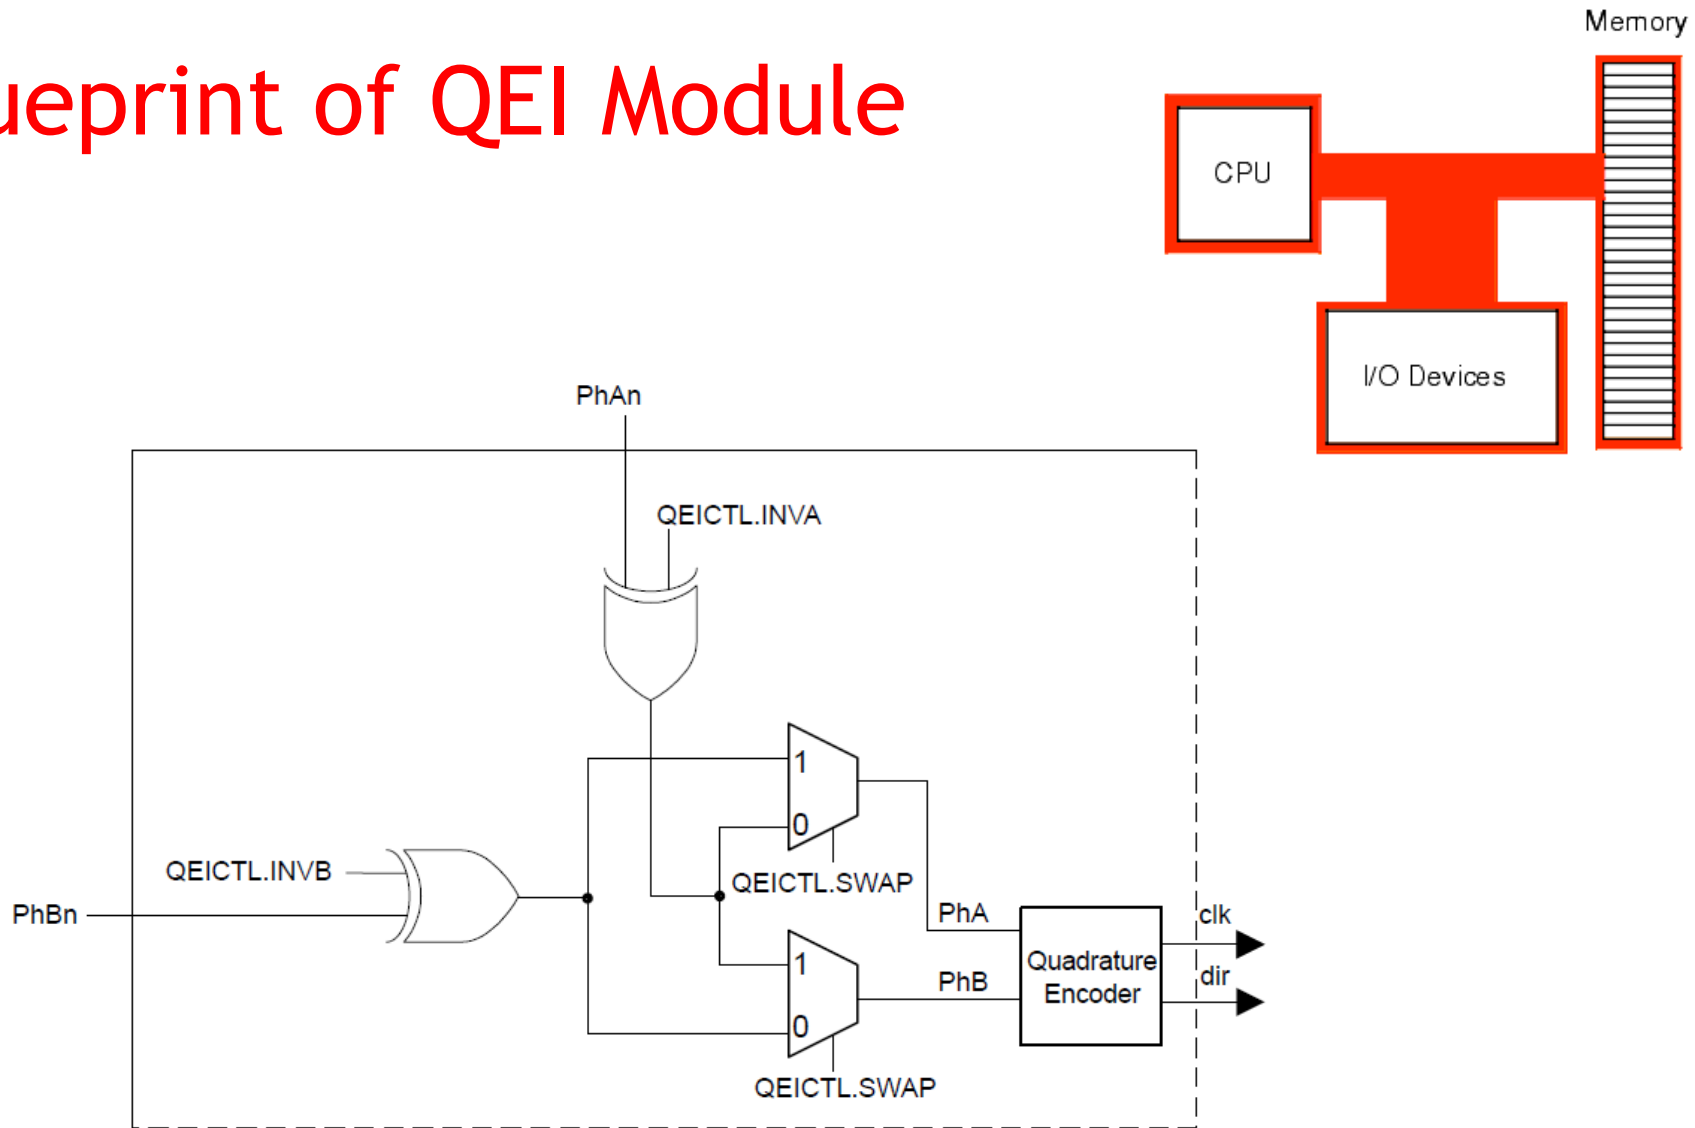 Memory
ueprint of QEI Module
CPU
I/O Devices
PhAn
QEICTL.INVA
1
0
QEICTL.INVB
QEICTL.SWAP
PhBn
PhA
clk
Quadrature
Encoder
1
PhB
dir
0
QEICTL.SWAP